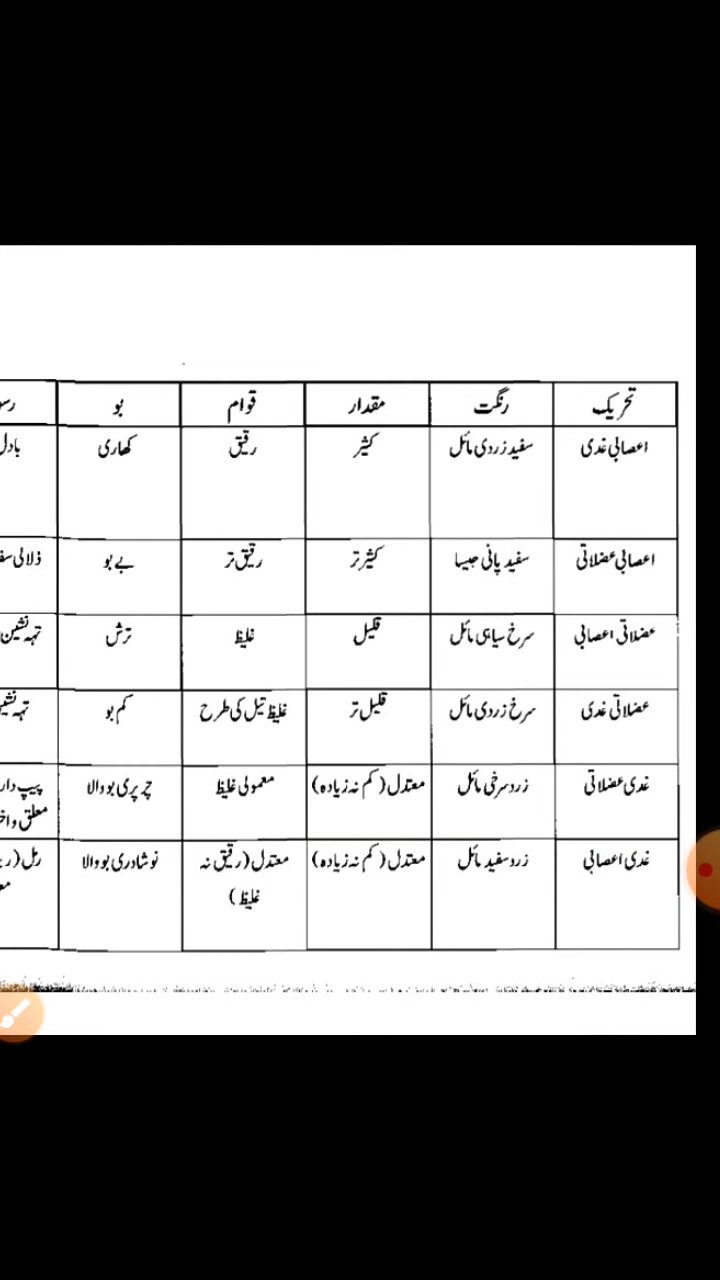 تحریک رنگت مقدار قوام بو
اعصابی غدی سفید زردی مائل کثیر رقیق کھاری
اعصابی عضلاتی سفید پانی جیسا کثیر تر رقیق تر بے بو
عضلاتی اعصابی سرخ سیاہی مائل قلیل غلیظ ترش تہہ نشین
عضلاتی غدی سرخ زردی مائل قلیل تر غلیظ تیل کی طرح کم بو تہہ
غدی عضلاتی زرد سرخی مائل معتدل (کم نہ زیادہ) معمولی غلیظ چرپری بو والا پیپ دار
معلق
غدی اعصابی زرد سفید مائل معتدل (کم نہ زیادہ) معتدل (رقیق نہ نوشادری بو والا
غلیظ)